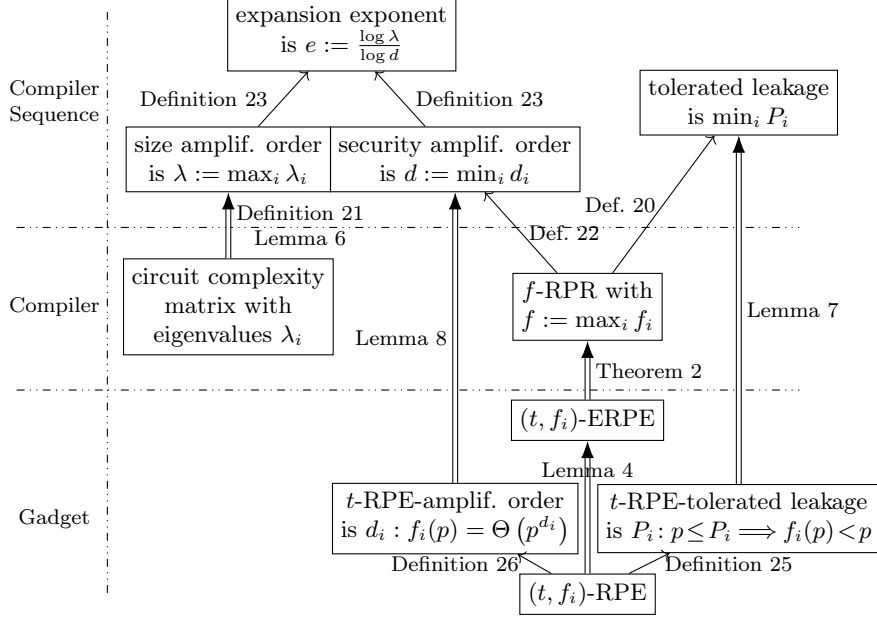 expansion exponent
is e := log λ / log d
Compiler
Sequence
Definition 23
Definition 23
tolerated leakage
is min_i P_i
size amplif. order
is λ := max_i λ_i
security amplif. order
is d := min_i d_i
Definition 21
Lemma 6
Def. 20
Def. 22
Compiler
circuit complexity
matrix with
eigenvalues λ_i
f-RPR with
f := max_i f_i
Lemma 7
Lemma 8
Theorem 2
(t, f_i)-ERPE
Lemma 4
Gadget
t-RPE-amplif. order
is d_i : f_i(p) = Θ (p^{d_i})
t-RPE-tolerated leakage
is P_i : p ≤ P_i ⟹ f_i(p) < p
Definition 26
Definition 25
(t, f_i)-RPE